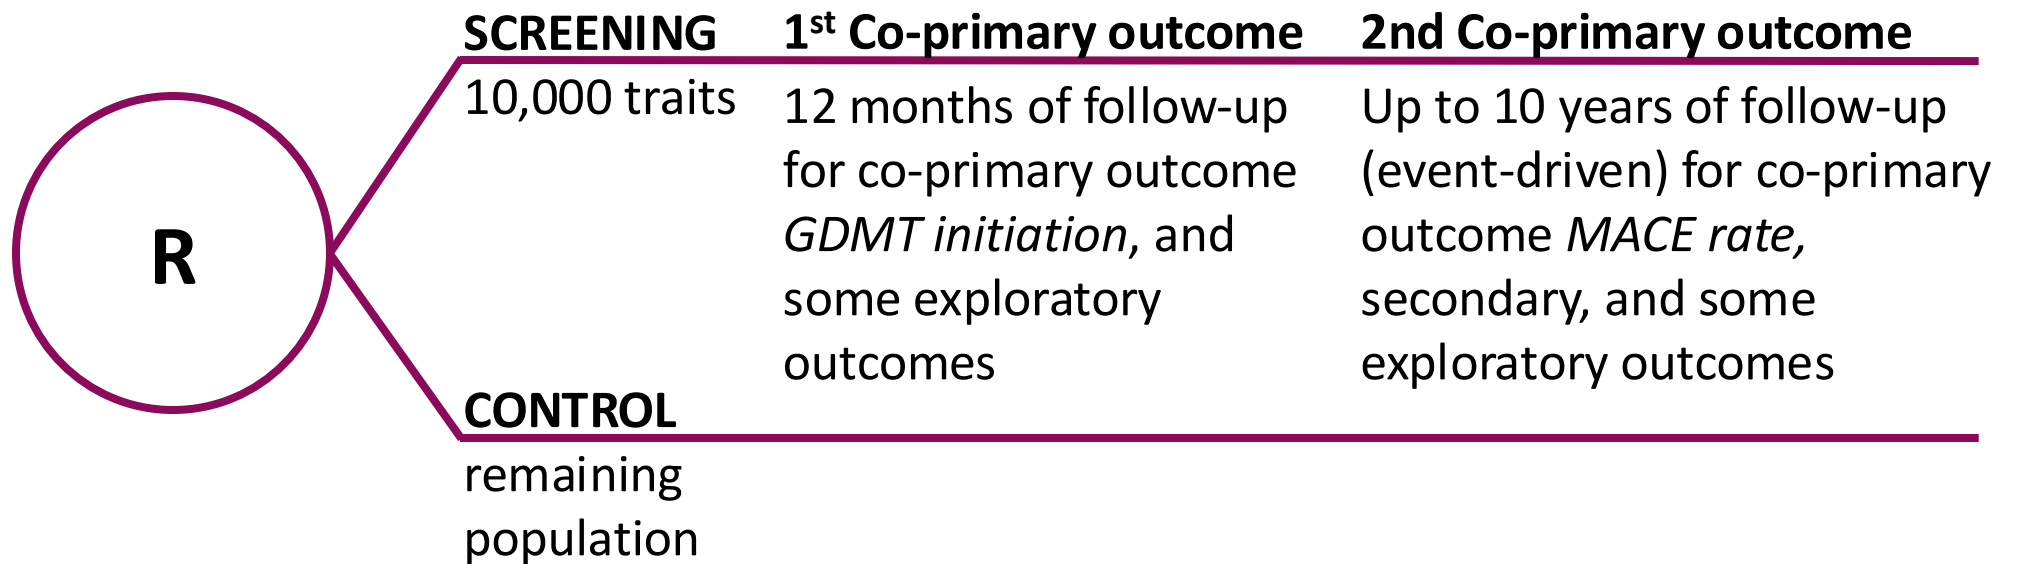 R
SCREENING
10,000 traits
1st Co-primary outcome
12 months of follow-up
for co-primary outcome
GDMT initiation, and
some exploratory
outcomes
2nd Co-primary outcome
Up to 10 years of follow-up
(event-driven) for co-primary
outcome MACE rate,
secondary, and some
exploratory outcomes
CONTROL
remaining
population